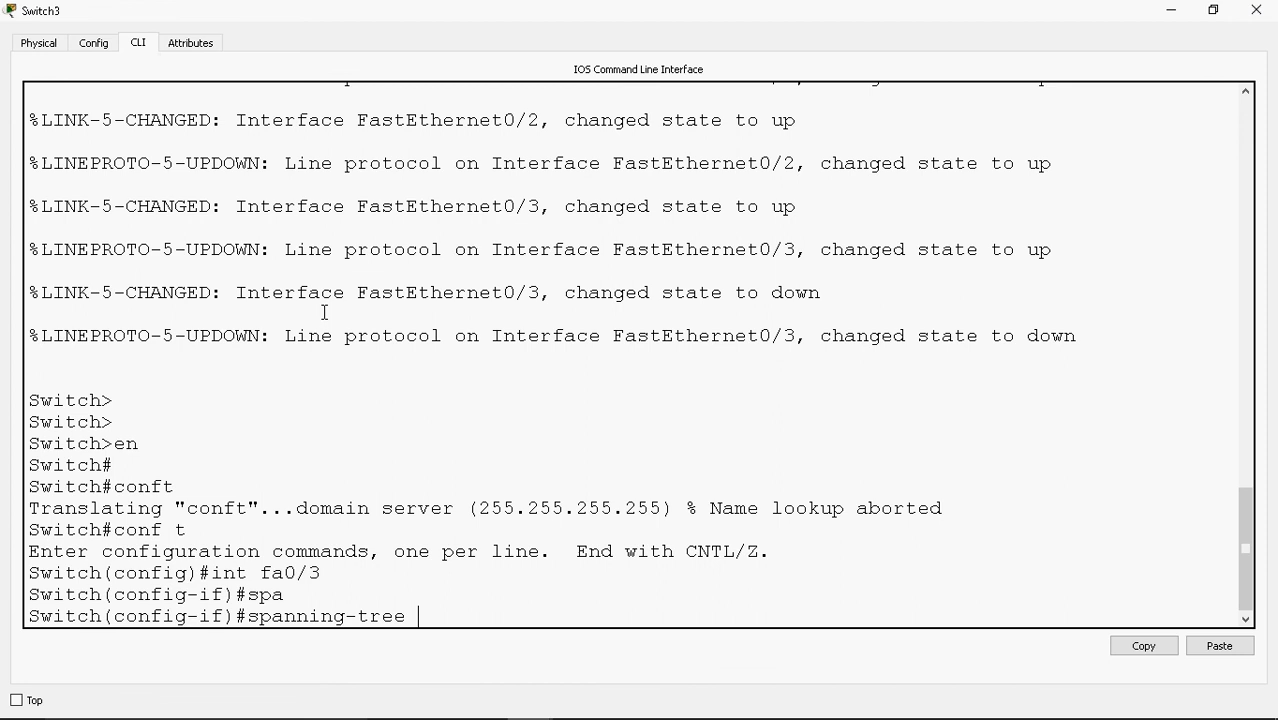 Switch3
Physical Config CLI Attributes
IOS Command Line Interface
%LINK-5-CHANGED: Interface FastEthernet0/2, changed state to up
%LINEPROTO-5-UPDOWN: Line protocol on Interface FastEthernet0/2, changed state to up
%LINK-5-CHANGED: Interface FastEthernet0/3, changed state to up
%LINEPROTO-5-UPDOWN: Line protocol on Interface FastEthernet0/3, changed state to up
%LINK-5-CHANGED: Interface FastEthernet0/3, changed state to down
%LINEPROTO-5-UPDOWN: Line protocol on Interface FastEthernet0/3, changed state to down
Switch>
Switch>
Switch>en
Switch#
Switch#conft
Translating "conft"...domain server (255.255.255.255) % Name lookup aborted
Switch#conf t
Enter configuration commands, one per line.  End with CNTL/Z.
Switch(config)#int fa0/3
Switch(config-if)#spa
Switch(config-if)#spanning-tree
Copy Paste
Top